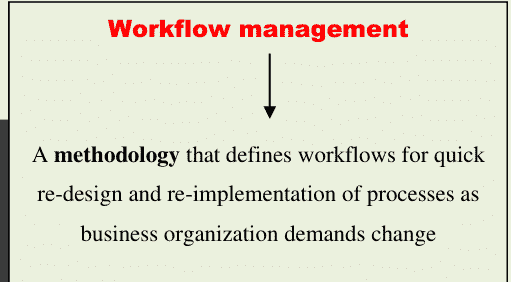 Workflow management
A methodology that defines workflows for quick
re-design and re-implementation of processes as
business organization demands change